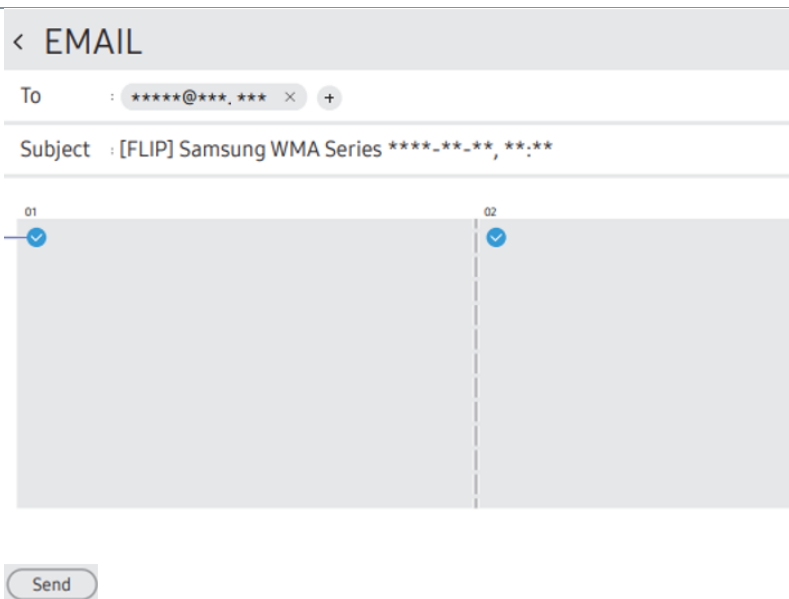 < EMAIL
To : *****@***. *** × +
Subject : [FLIP] Samsung WMA Series ****-**-**, **:**
01 02
Send